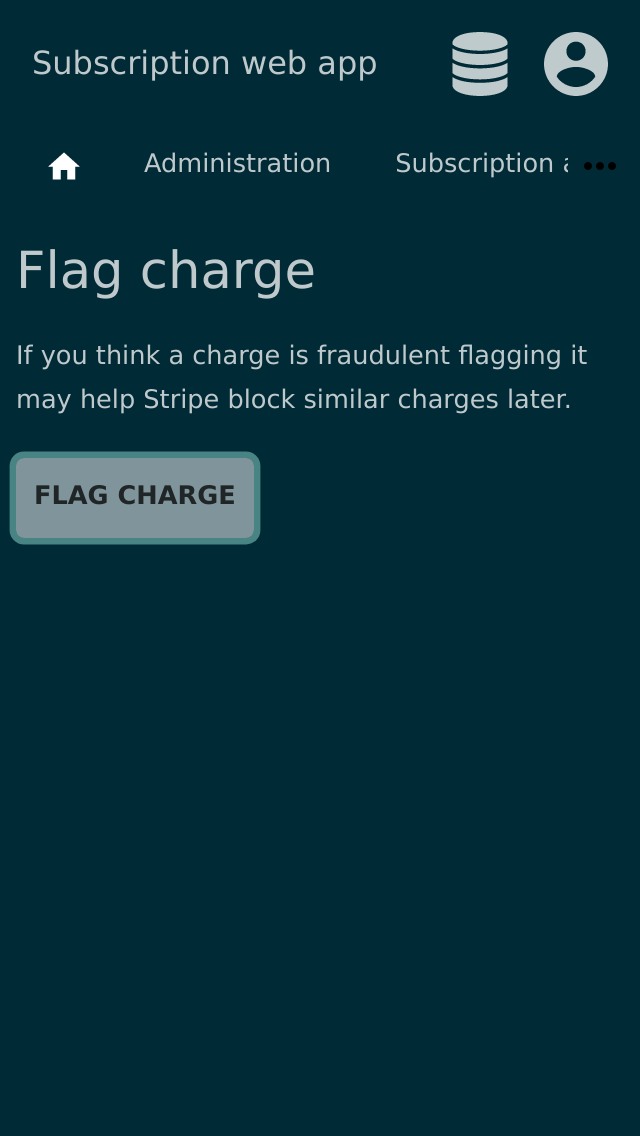 Subscription web app
Administration
Subscription
Flag charge
If you think a charge is fraudulent flagging it
may help Stripe block similar charges later.
FLAG CHARGE